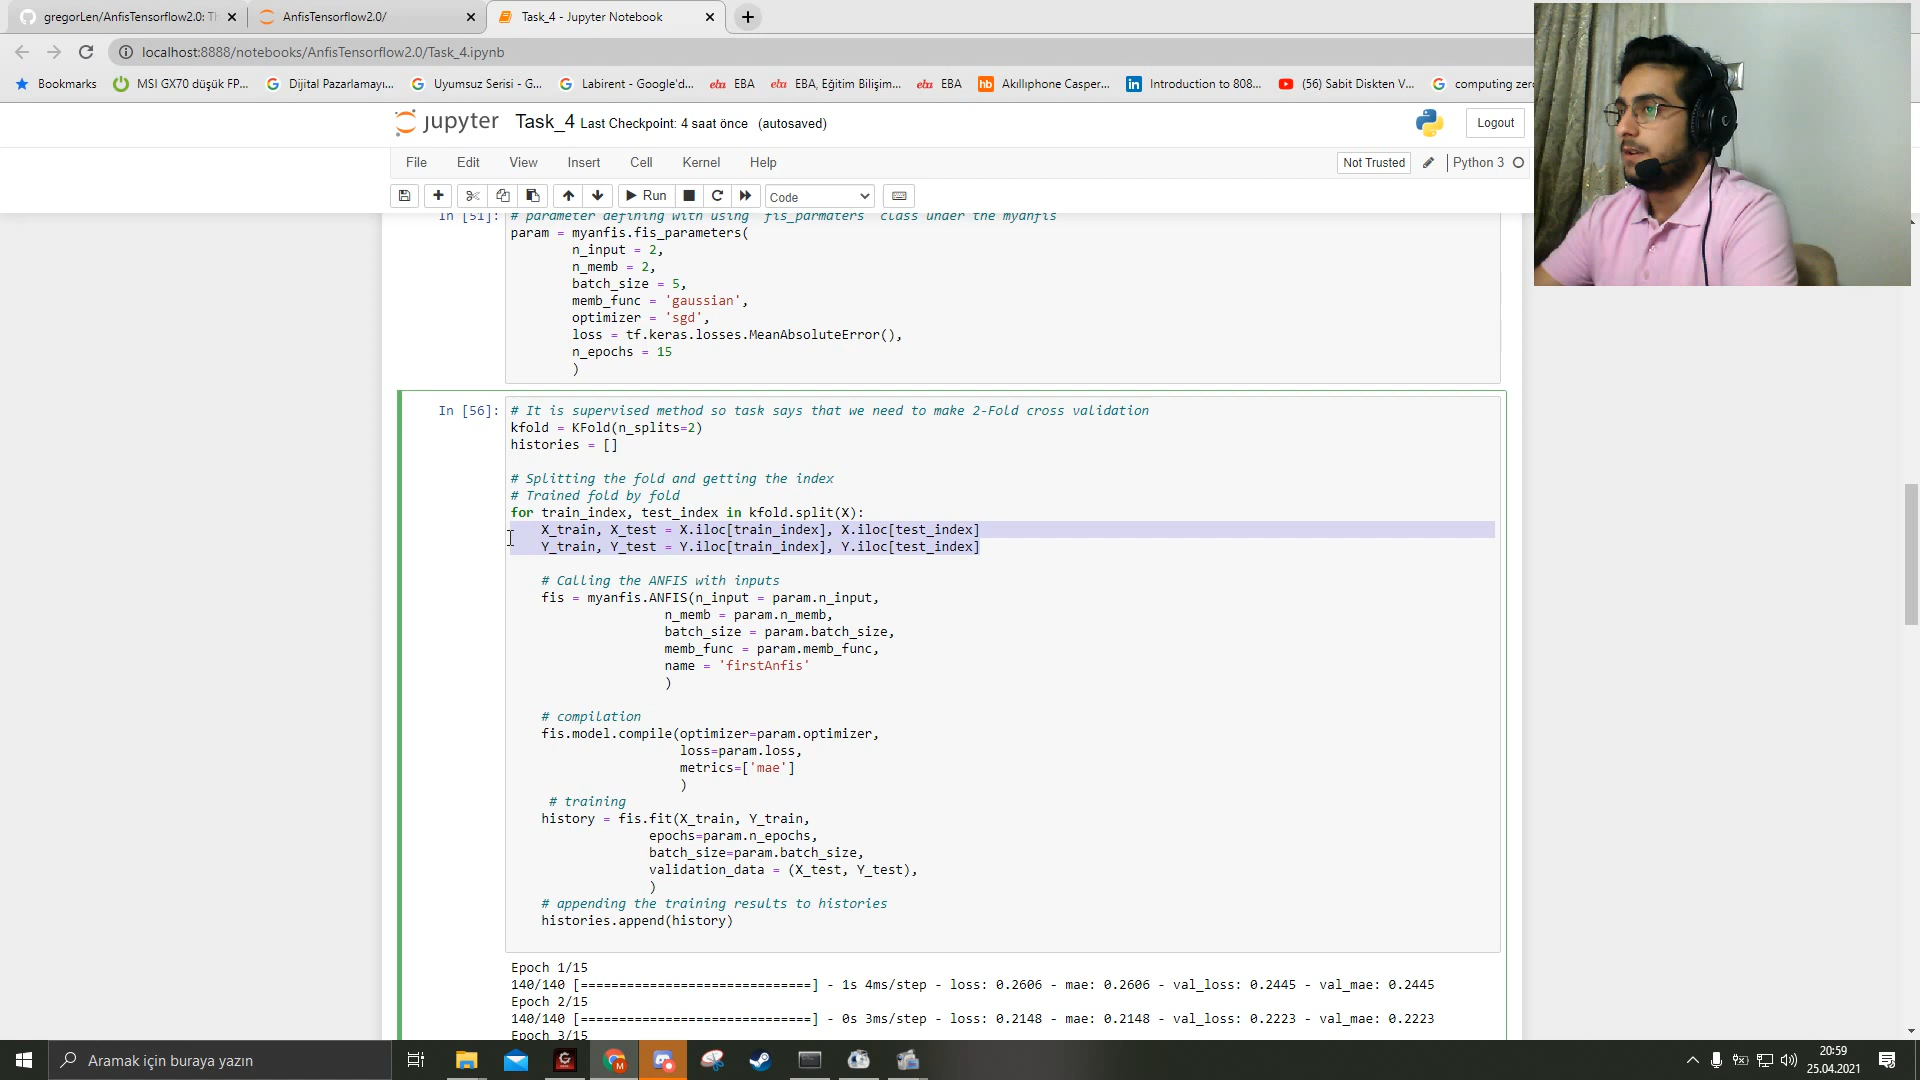 gregorLen/AnfisTensorflow2.0: Th
AnfisTensorflow2.0/
Task_4 - Jupyter Notebook
localhost:8888/notebooks/AnfisTensorflow2.0/Task_4.ipynb
Bookmarks
MSI GX70 düşük FP...
Dijital Pazarlamayı...
Uyumsuz Serisi - G...
Labirent - Google'd...
eba EBA
eba EBA, Eğitim Bilişim...
eba EBA
hb Akıllıphone Casper...
in Introduction to 808...
(56) Sabit Diskten V...
computing zero
jupyter Task_4 Last Checkpoint: 4 saat önce (autosaved)
Logout
File Edit View Insert Cell Kernel Help
Not Trusted
Python 3
Run
Code
In [51]: # parameter defining with using fis_parmaters class under the myanfis
param = myanfis.fis_parameters(
n_input = 2,
n_memb = 2,
batch_size = 5,
memb_func = 'gaussian',
optimizer = 'sgd',
loss = tf.keras.losses.MeanAbsoluteError(),
n_epochs = 15
)
In [56]: # It is supervised method so task says that we need to make 2-Fold cross validation
kfold = KFold(n_splits=2)
histories = []
# Splitting the fold and getting the index
# Trained fold by fold
for train_index, test_index in kfold.split(X):
X_train, X_test = X.iloc[train_index], X.iloc[test_index]
Y_train, Y_test = Y.iloc[train_index], Y.iloc[test_index]
# Calling the ANFIS with inputs
fis = myanfis.ANFIS(n_input = param.n_input,
n_memb = param.n_memb,
batch_size = param.batch_size,
memb_func = param.memb_func,
name = 'firstAnfis'
)
# compilation
fis.model.compile(optimizer=param.optimizer,
loss=param.loss,
metrics=['mae']
)
# training
history = fis.fit(X_train, Y_train,
epochs=param.n_epochs,
batch_size=param.batch_size,
validation_data = (X_test, Y_test),
)
# appending the training results to histories
histories.append(history)
Epoch 1/15
140/140 [==============================] - 1s 4ms/step - loss: 0.2606 - mae: 0.2606 - val_loss: 0.2445 - val_mae: 0.2445
Epoch 2/15
140/140 [==============================] - 0s 3ms/step - loss: 0.2148 - mae: 0.2148 - val_loss: 0.2223 - val_mae: 0.2223
Epoch 3/15
Aramak için buraya yazın
20:59
25.04.2021